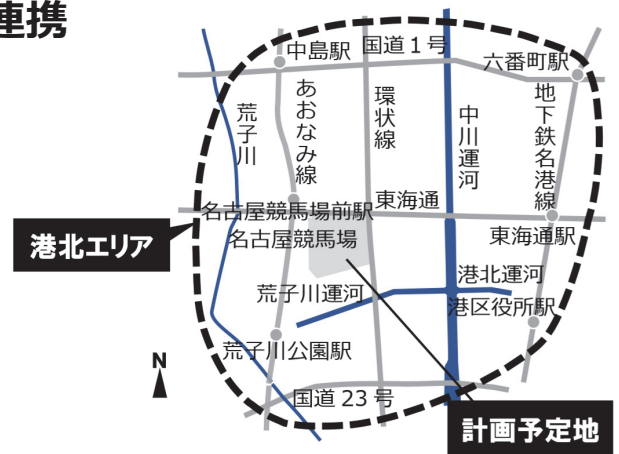 連携
中島駅
国道1号
六番町駅
荒子川
あおなみ線
環状線
中川運河
地下鉄名港線
名古屋競馬場前駅
東海通
名古屋競馬場
東海通駅
港北エリア
港北運河
荒子川運河
港区役所駅
荒子川公園駅
N
国道23号
計画予定地